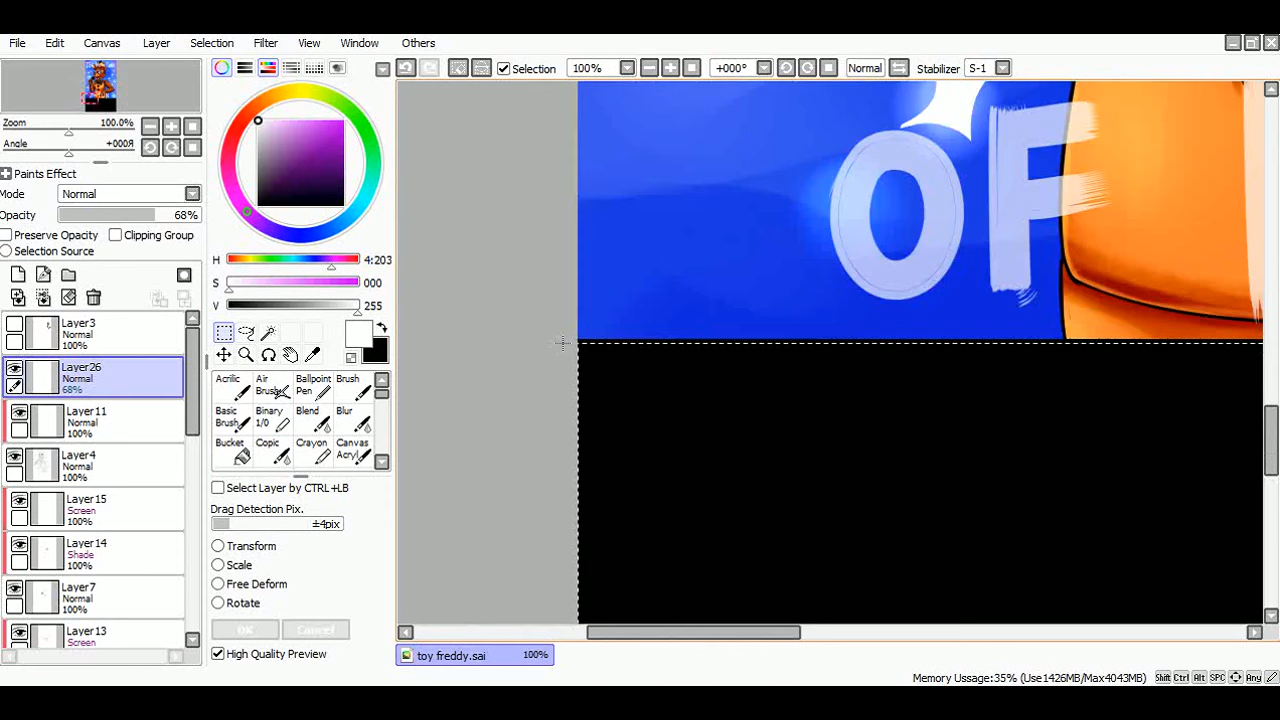 File Edit Canvas Layer Selection Filter View Window Others
Selection 100% +000° Normal Stabilizer S-1
Zoom 100.0%
Angle +000Я
Paints Effect
Mode Normal
Opacity 68%
Preserve Opacity Clipping Group
Selection Source
Layer3
Normal
100%
Layer26
Normal
68%
Layer11
Normal
100%
Layer4
Normal
100%
Layer15
Screen
100%
Layer14
Shade
100%
Layer7
Normal
100%
Layer13
Screen
H 4:203
S 000
V 255
Acrilic Air Brush Ballpoint Pen Brush
Basic Brush Binary 1/0 Blend Blur
Bucket Copic Crayon Canvas Acryl
Select Layer by CTRL+LB
Drag Detection Pix.
±4pix
Transform
Scale
Free Deform
Rotate
OK Cancel
High Quality Preview
OF
toy freddy.sai 100%
Memory Ussage:35% (Use1426MB/Max4043MB) Shift Ctrl Alt SPC Any